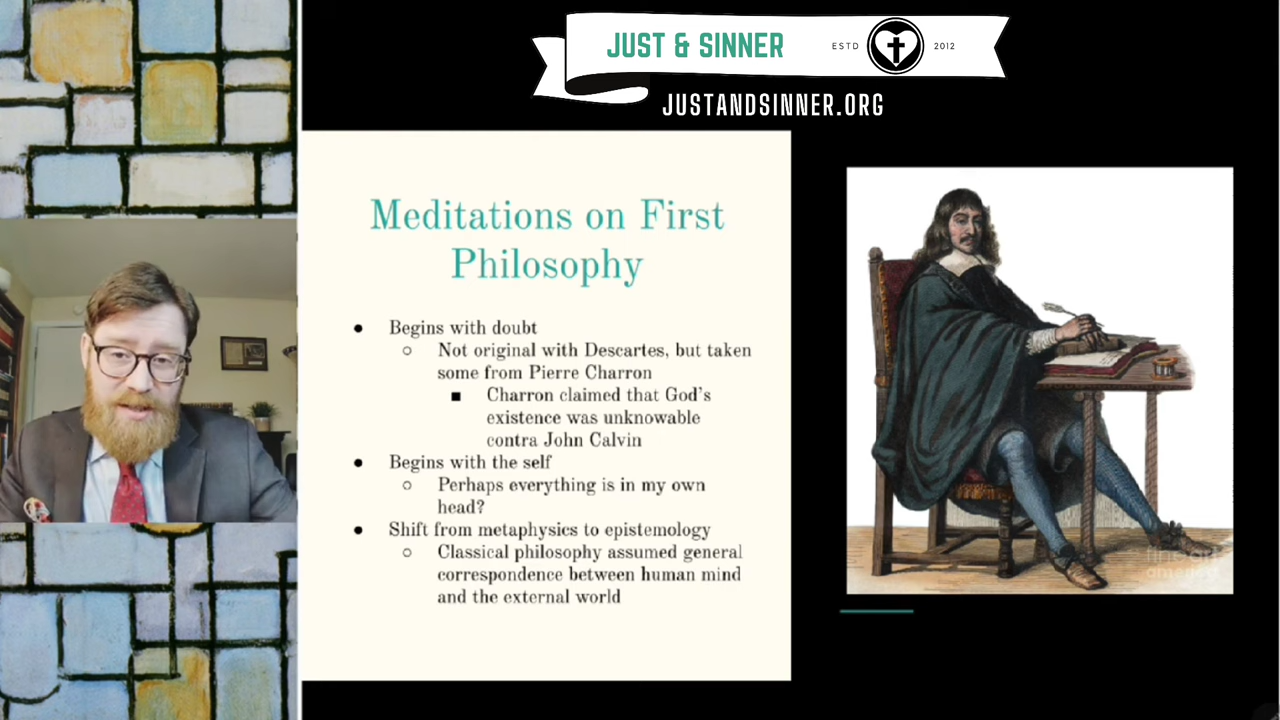 JUST & SINNER
ESTD
2012
JUSTANDSINNER.ORG
Meditations on First
Philosophy
● Begins with doubt
○ Not original with Descartes, but taken
some from Pierre Charron
■ Charron claimed that God's
existence was unknowable
contra John Calvin
● Begins with the self
○ Perhaps everything is in my own
head?
● Shift from metaphysics to epistemology
○ Classical philosophy assumed general
correspondence between human mind
and the external world